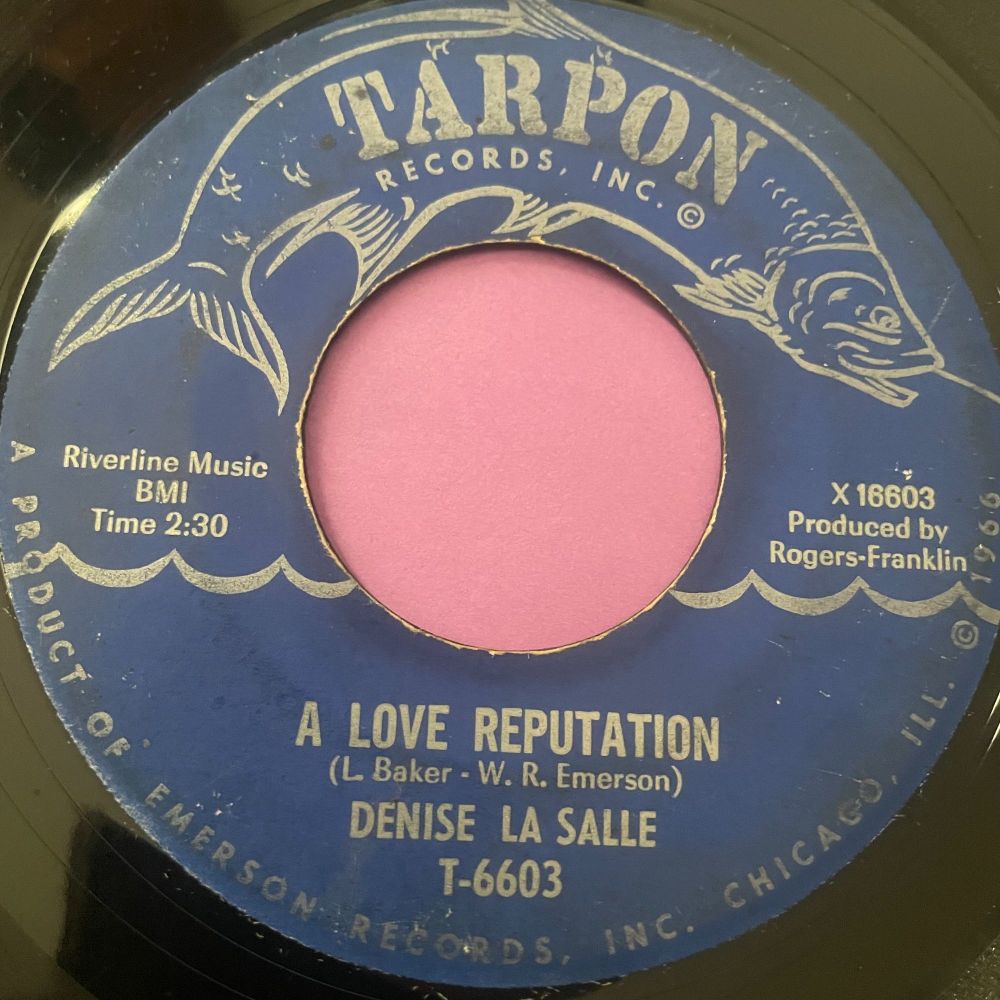 TARPON
RECORDS, INC. ©
Riverline Music
BMI
Time 2:30
X 16603
Produced by
Rogers-Franklin
A LOVE REPUTATION
(L. Baker - W. R. Emerson)
DENISE LA SALLE
T-6603
A PRODUCT OF EMERSON RECORDS, INC. CHICAGO, ILL. © 1966